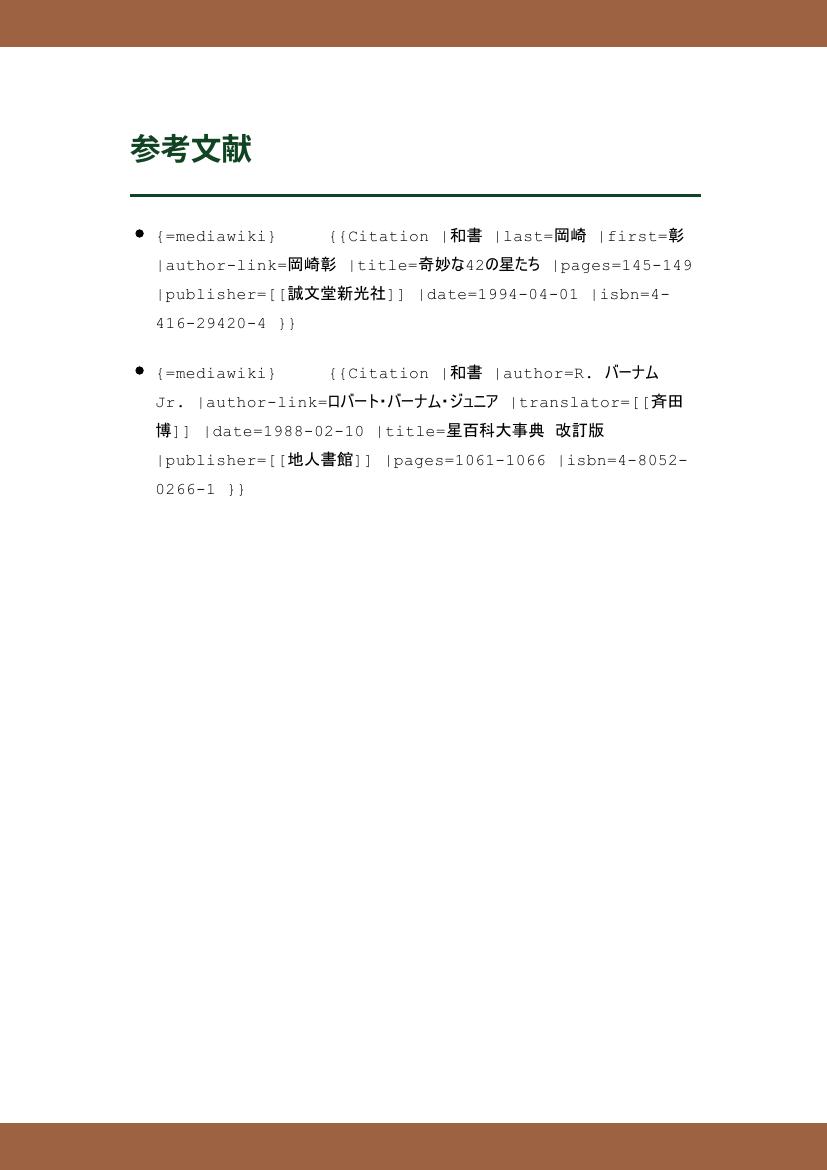 参考文献
{=mediawiki} {{Citation |和書 |last=岡崎 |first=彰
|author-link=岡崎彰 |title=奇妙な42の星たち |pages=145-149
|publisher=[[誠文堂新光社]] |date=1994-04-01 |isbn=4-
416-29420-4 }}
{=mediawiki} {{Citation |和書 |author=R. バーナム
Jr. |author-link=ロバート・バーナム・ジュニア |translator=[[斉田
博]] |date=1988-02-10 |title=星百科大事典 改訂版
|publisher=[[地人書館]] |pages=1061-1066 |isbn=4-8052-
0266-1 }}